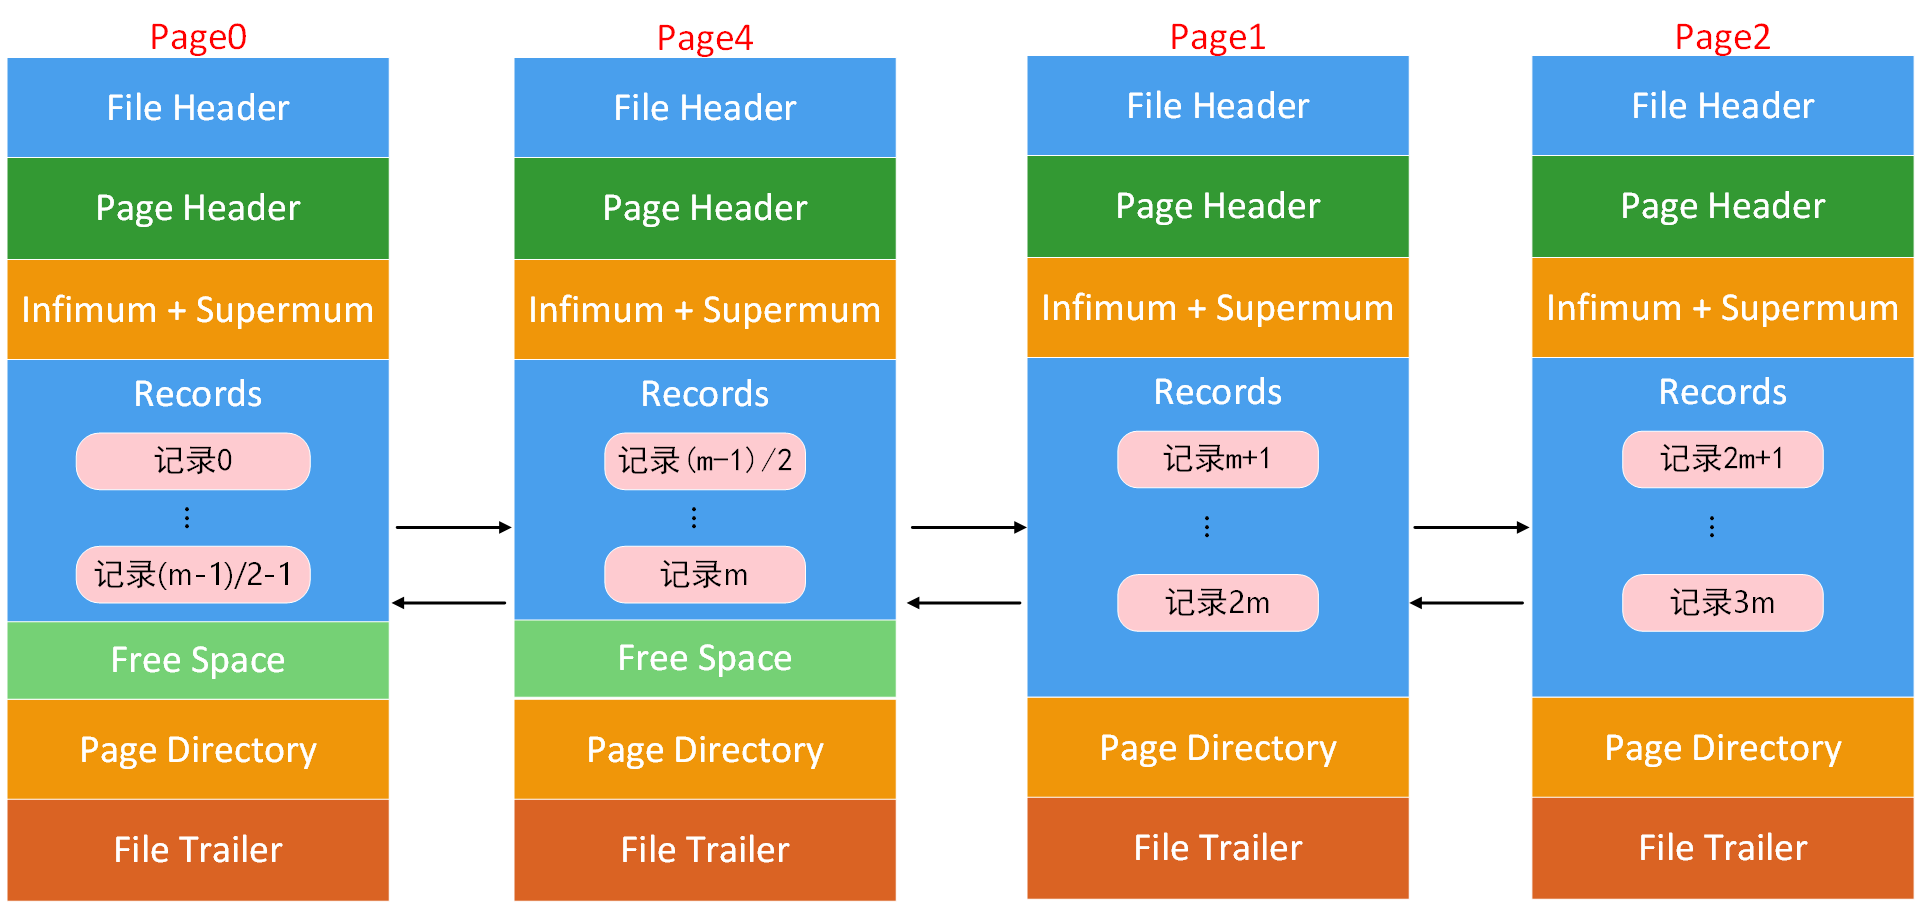 Page0
File Header
Page Header
Infimum + Supermum
Records
记录0
⋮
记录(m-1)/2-1
Free Space
Page Directory
File Trailer
Page4
File Header
Page Header
Infimum + Supermum
Records
记录(m-1)/2
⋮
记录m
Free Space
Page Directory
File Trailer
Page1
File Header
Page Header
Infimum + Supermum
Records
记录m+1
⋮
记录2m
Page Directory
File Trailer
Page2
File Header
Page Header
Infimum + Supermum
Records
记录2m+1
⋮
记录3m
Page Directory
File Trailer